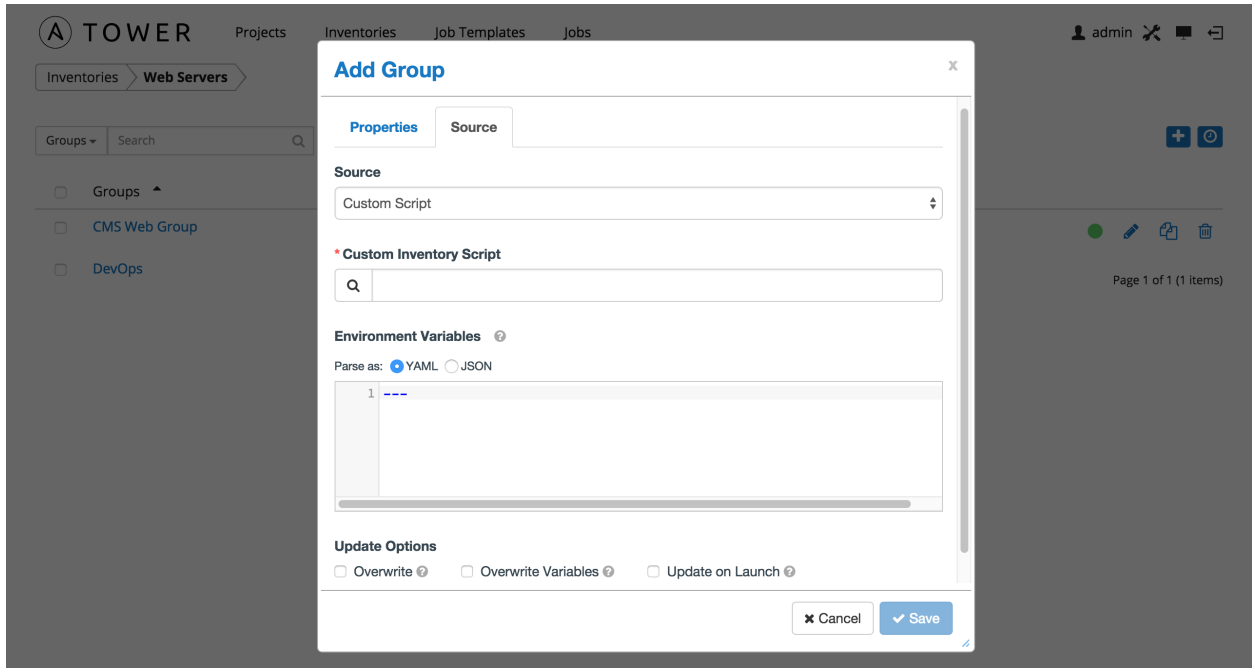 TOWER Projects Inventories Job Templates Jobs admin
Inventories Web Servers
Groups Search
Groups
CMS Web Group
DevOps
Page 1 of 1 (1 items)
Add Group x
Properties Source
Source
Custom Script
* Custom Inventory Script
Environment Variables ?
Parse as: YAML JSON
1 ---
Update Options
Overwrite ? Overwrite Variables ? Update on Launch ?
Cancel Save